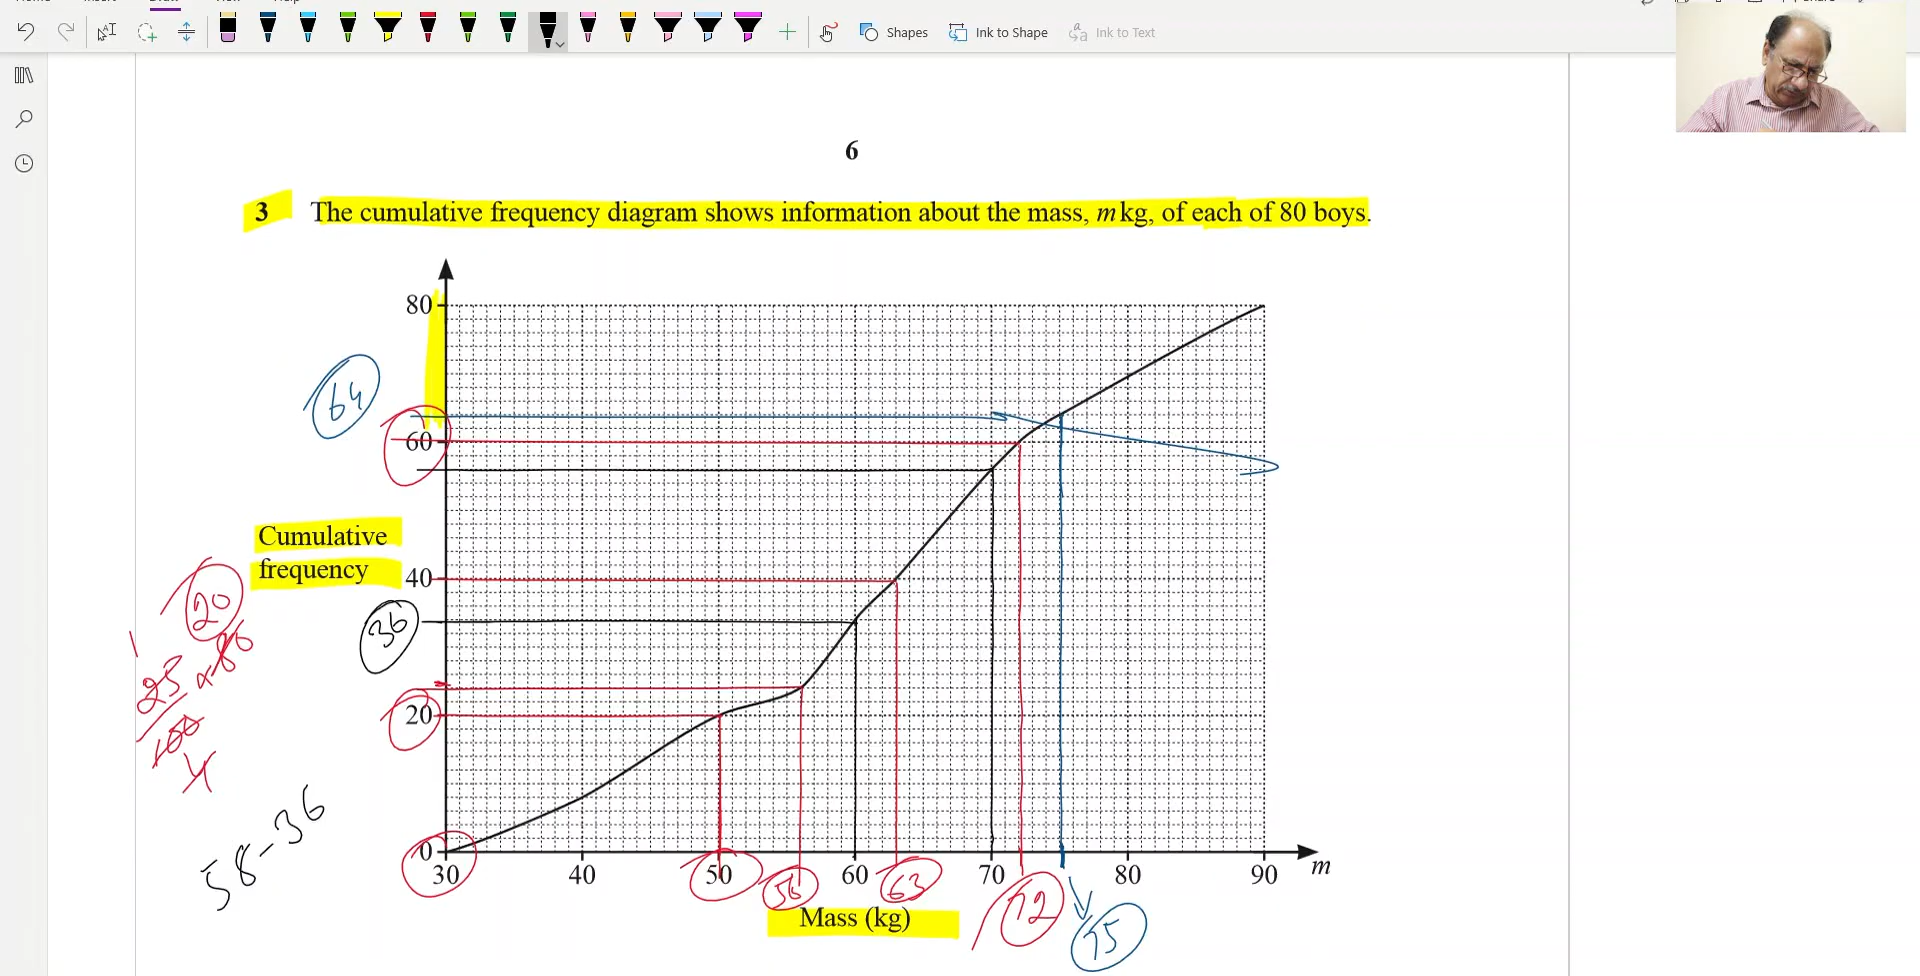 Shapes
Ink to Shape
Ink to Text
6
3 The cumulative frequency diagram shows information about the mass, m kg, of each of 80 boys.
80
64
60
Cumulative
frequency
40
20
36
25
20
58-36
0
30 40 50 60 70 80 90 m
56 63 72
Mass (kg)
75